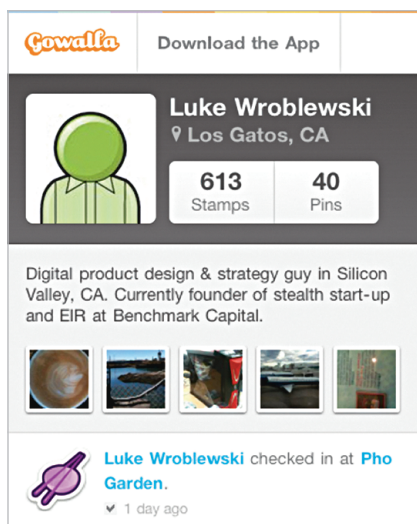 Gowalla
Download the App
Luke Wroblewski
Los Gatos, CA
613
Stamps
40
Pins
Digital product design & strategy guy in Silicon
Valley, CA. Currently founder of stealth start-up
and EIR at Benchmark Capital.
Luke Wroblewski checked in at Pho
Garden.
1 day ago